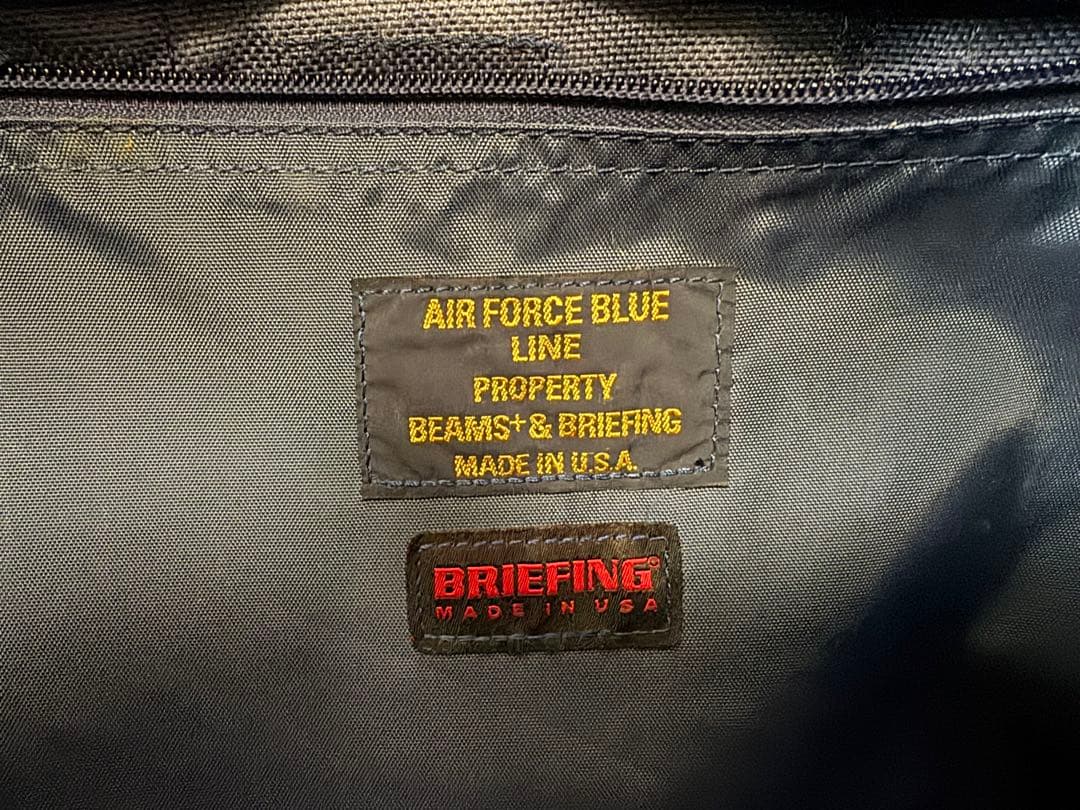 AIR FORCE BLUE
LINE
PROPERTY
BEAMS+ & BRIEFING
MADE IN U.S.A.
BRIEFING®
MADE IN USA